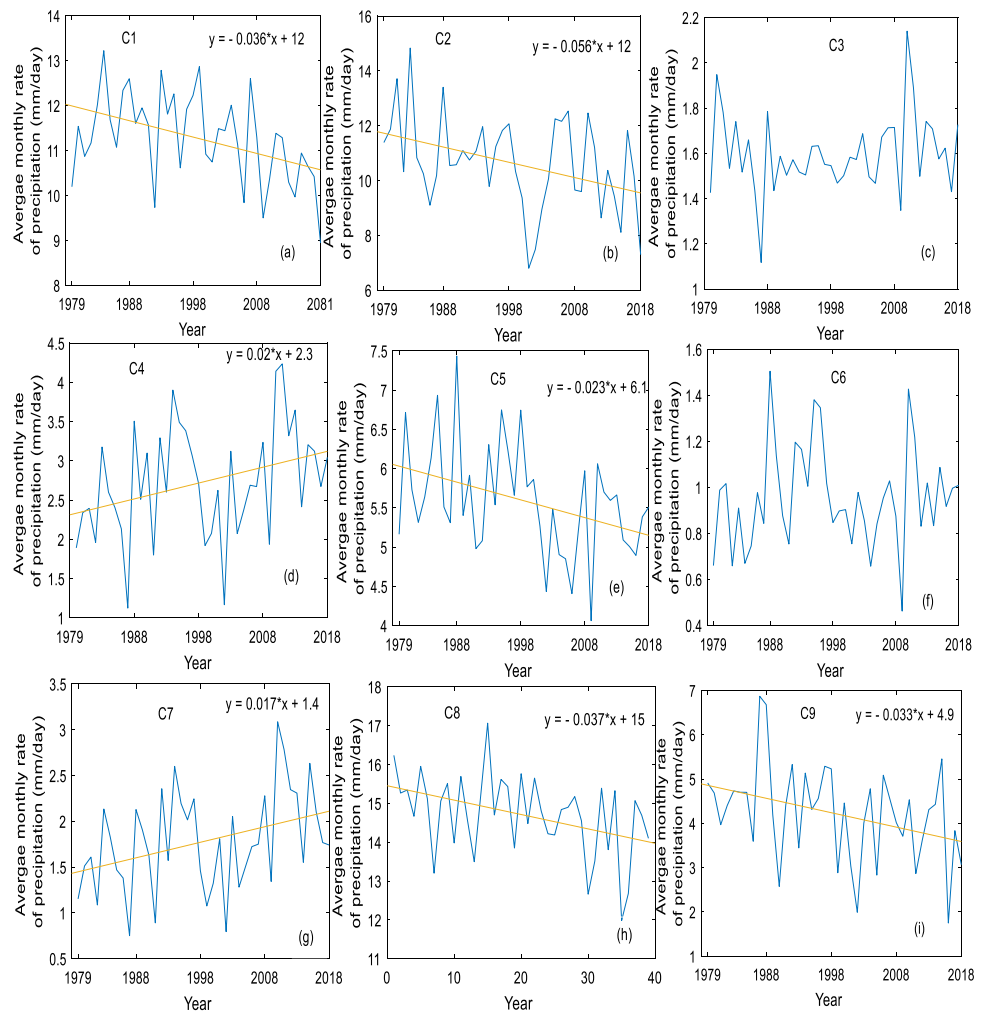 14
13
12
11
10
9
8
C1
y = - 0.036*x + 12
(a)
1979
1988
1998
2008
2081
Year
Avergae monthly rate
of precipitation (mm/day)
16
14
12
10
8
6
C2
y = - 0.056*x + 12
(b)
1979
1988
1998
2008
2018
Year
Avergae monthly rate
of precipitation (mm/day)
2.2
2
1.8
1.6
1.4
1.2
1
C3
(c)
1979
1988
1998
2008
2018
Year
Avergae monthly rate
of precipitation (mm/day)
4.5
4
3.5
3
2.5
2
1.5
1
C4
y = 0.02*x + 2.3
(d)
1979
1988
1998
2008
2018
Year
Avergae monthly rate
of precipitation (mm/day)
7.5
7
6.5
6
5.5
5
4.5
4
C5
y = - 0.023*x + 6.1
(e)
1979
1988
1998
2008
2018
Year
Avergae monthly rate
of precipitation (mm/day)
1.6
1.4
1.2
1
0.8
0.6
0.4
C6
(f)
1979
1988
1998
2008
2018
Year
Avergae monthly rate
of precipitation (mm/day)
3.5
3
2.5
2
1.5
1
0.5
C7
y = 0.017*x + 1.4
(g)
1979
1988
1998
2008
2018
Year
Avergae monthly rate
of precipitation (mm/day)
18
17
16
15
14
13
12
11
C8
y = - 0.037*x + 15
(h)
0
10
20
30
40
Year
Avergae monthly rate
of precipitation (mm/day)
7
6
5
4
3
2
1
C9
y = - 0.033*x + 4.9
(i)
1979
1988
1998
2008
2018
Year
Avergae monthly rate
of precipitation (mm/day)